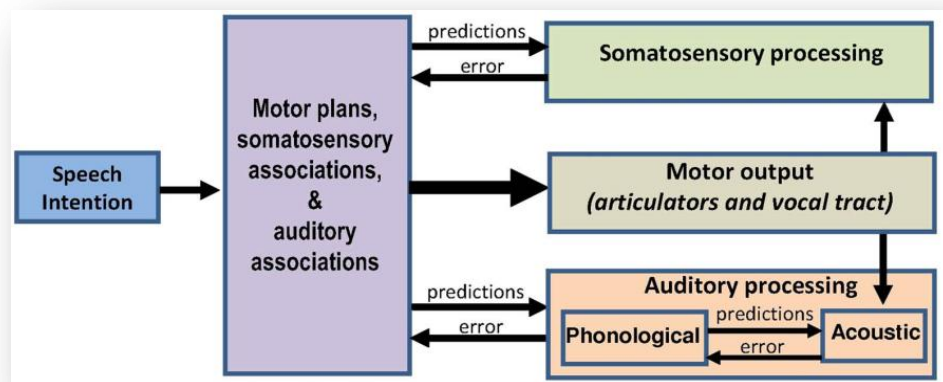 Speech
Intention
Motor plans,
somatosensory
associations,
&
auditory
associations
predictions
error
Somatosensory processing
Motor output
(articulators and vocal tract)
predictions
error
Auditory processing
Phonological
predictions
error
Acoustic